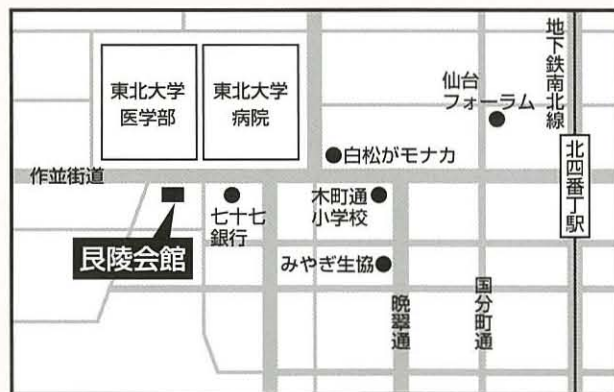 東北大学
医学部
東北大学
病院
仙台
フォーラム
地下鉄南北線
北四番丁駅
白松がモナカ
作並街道
七十七
銀行
木町通
小学校
艮陵会館
みやぎ生協
晩翠通
国分町通